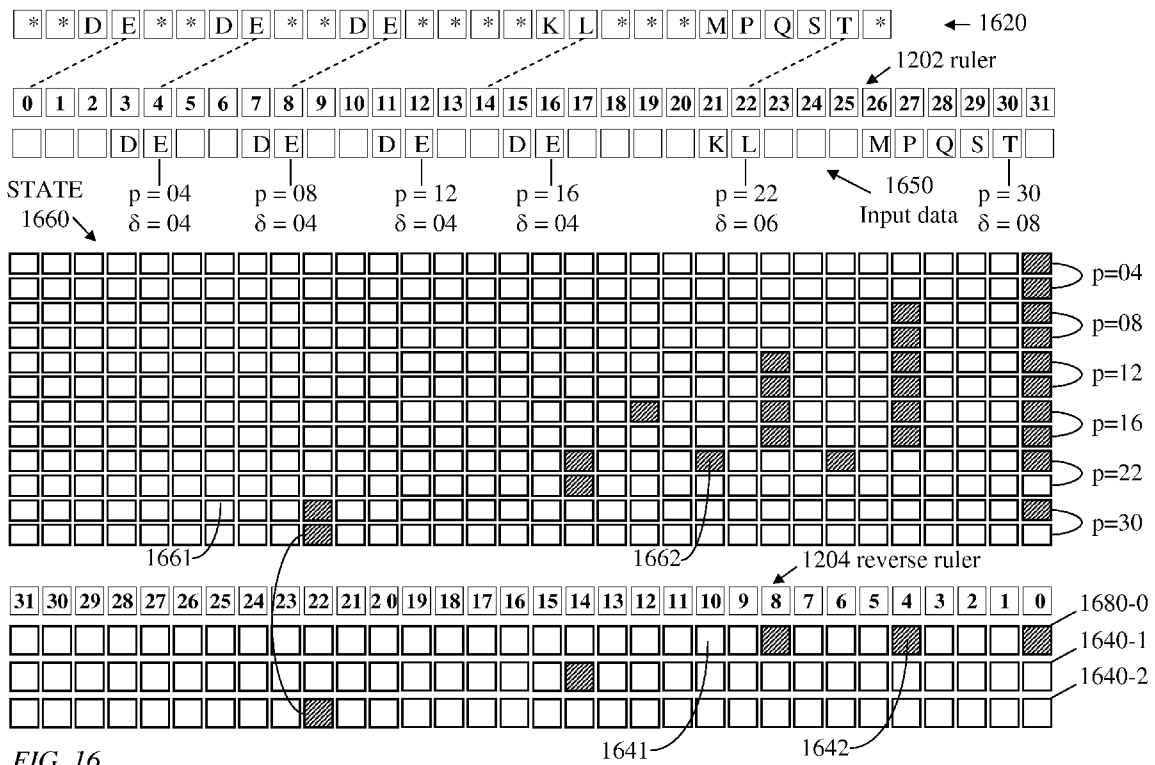 * * D E * * D E * * D E * * * * K L * * * M P Q S T *
1620
1202 ruler
0 1 2 3 4 5 6 7 8 9 10 11 12 13 14 15 16 17 18 19 20 21 22 23 24 25 26 27 28 29 30 31
D E D E D E D E K L M P Q S T
STATE
1660
p = 04
δ = 04
p = 08
δ = 04
p = 12
δ = 04
p = 16
δ = 04
p = 22
δ = 06
1650
Input data
p = 30
δ = 08
p=04
p=08
p=12
p=16
p=22
p=30
1661
1662
1204 reverse ruler
31 30 29 28 27 26 25 24 23 22 21 2 0 19 18 17 16 15 14 13 12 11 10 9 8 7 6 5 4 3 2 1 0
1680-0
1640-1
1640-2
1641
1642
FIG. 16